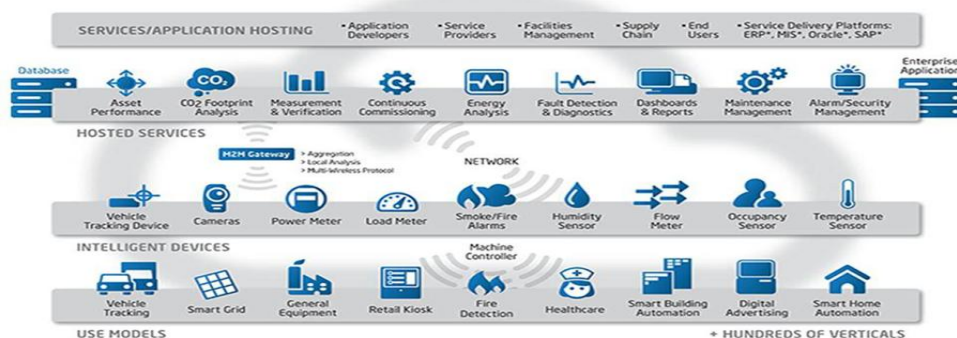 SERVICES/APPLICATION HOSTING
• Application Developers
• Service Providers
• Facilities Management
• Supply Chain
• End Users
• Service Delivery Platforms: ERP*, MIS*, Oracle*, SAP*
Database
Enterprise Application
CO₂
Asset Performance
CO2 Footprint Analysis
Measurement & Verification
Continuous Commissioning
Energy Analysis
Fault Detection & Diagnostics
Dashboards & Reports
Maintenance Management
Alarm/Security Management
HOSTED SERVICES
M2M Gateway
> Aggregation
> Local Analysis
> Multi-Wireless Protocol
NETWORK
Vehicle Tracking Device
Cameras
Power Meter
Load Meter
Smoke/Fire Alarms
Humidity Sensor
Flow Meter
Occupancy Sensor
Temperature Sensor
INTELLIGENT DEVICES
Machine Controller
Vehicle Tracking
Smart Grid
General Equipment
Retail Kiosk
Fire Detection
Healthcare
Smart Building Automation
Digital Advertising
Smart Home Automation
USE MODELS
+ HUNDREDS OF VERTICALS